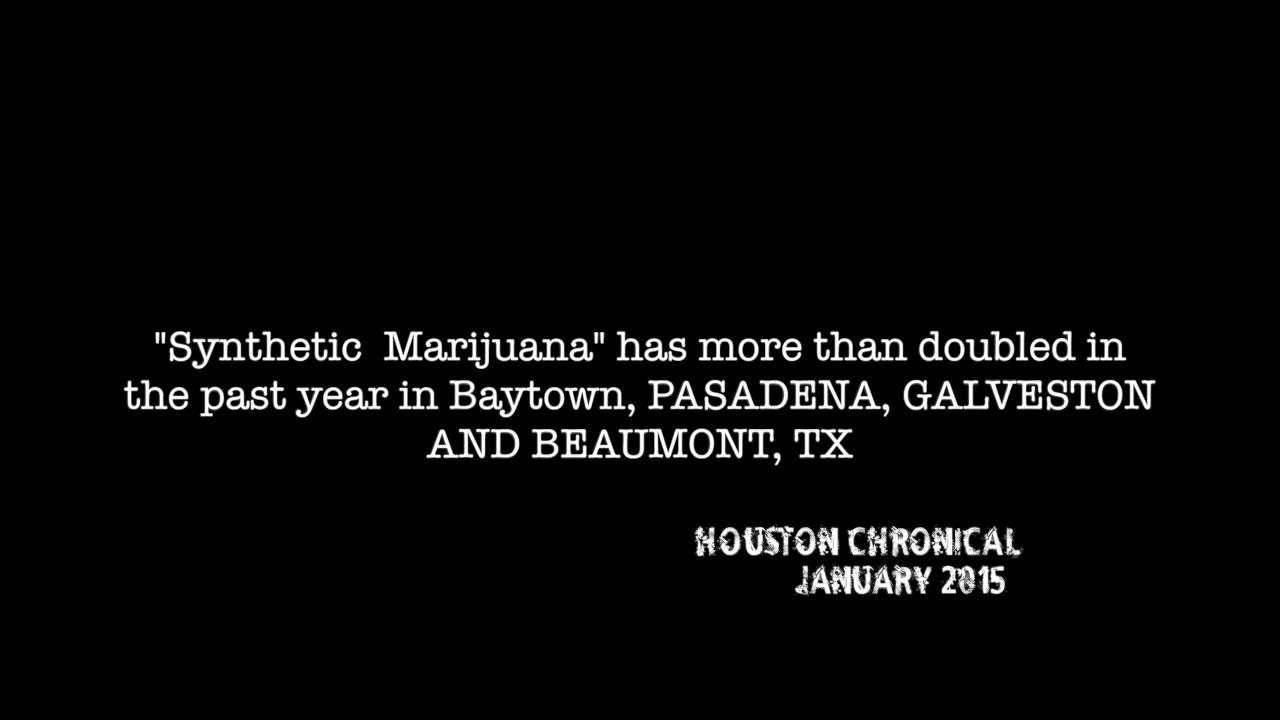 "Synthetic  Marijuana" has more than doubled in
the past year in Baytown, PASADENA, GALVESTON
AND BEAUMONT, TX
HOUSTON CHRONICAL
JANUARY 2015